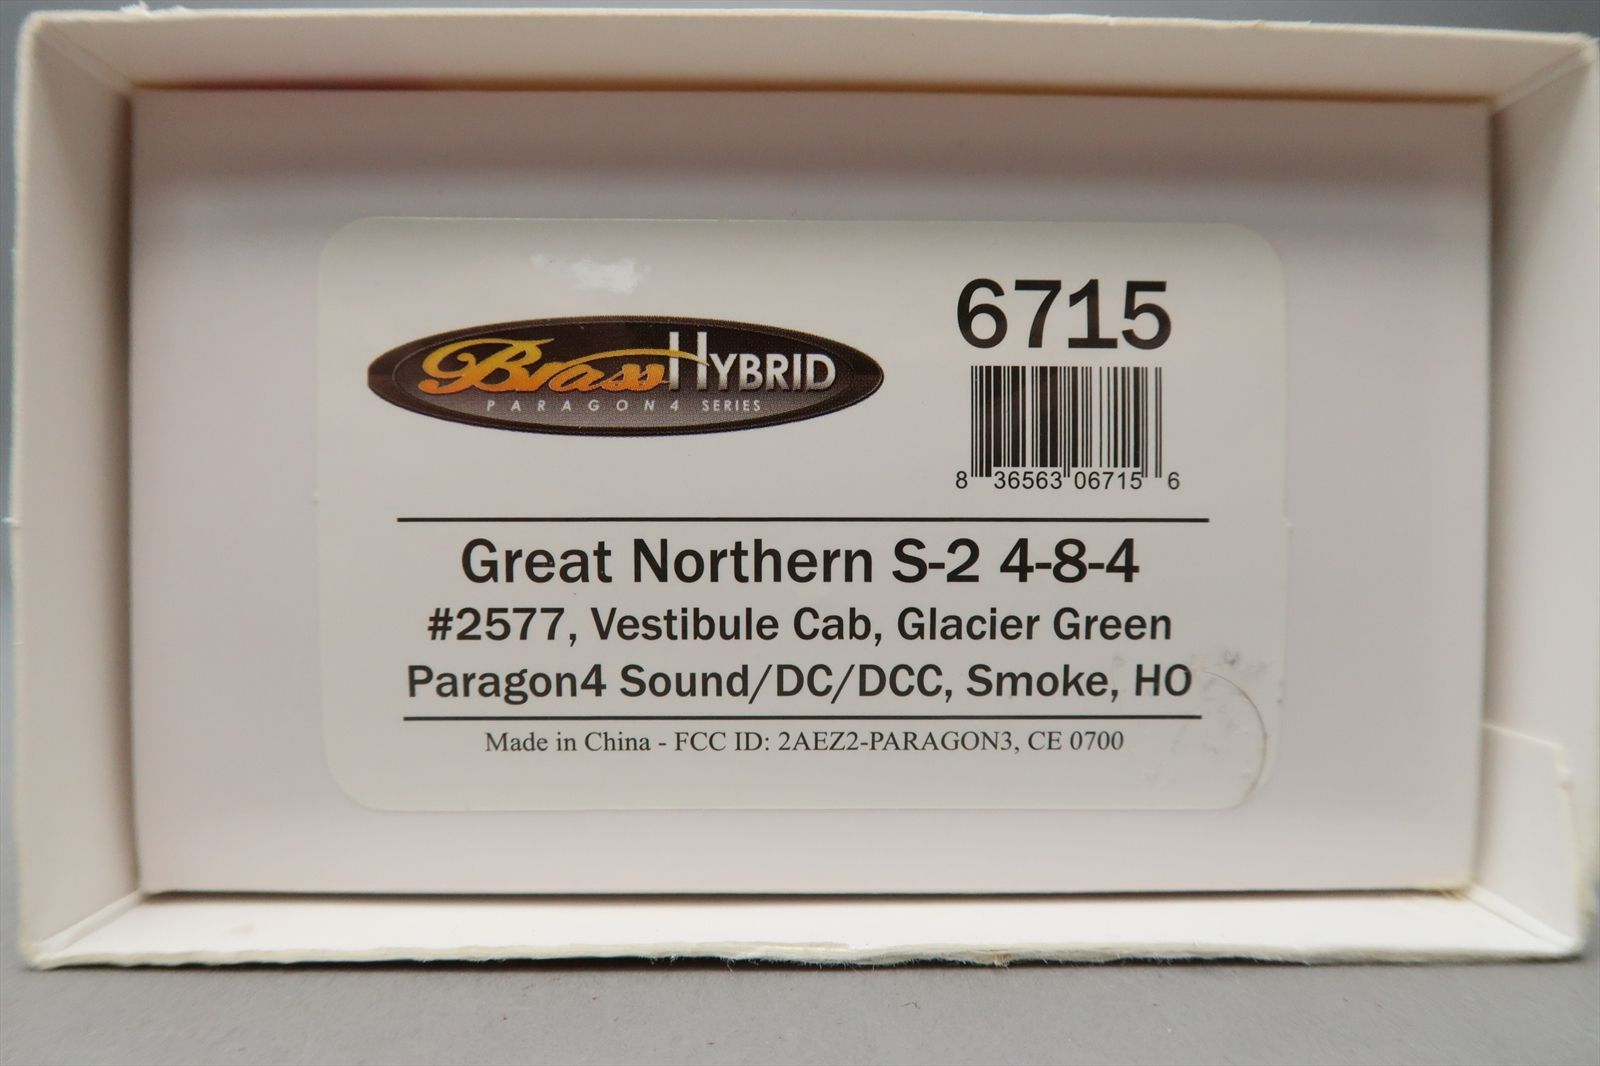 6715
Brass HYBRID
PARAGON4 SERIES
8 36563 06715 6
Great Northern S-2 4-8-4
#2577, Vestibule Cab, Glacier Green
Paragon4 Sound/DC/DCC, Smoke, HO
Made in China - FCC ID: 2AEZ2-PARAGON3, CE 0700